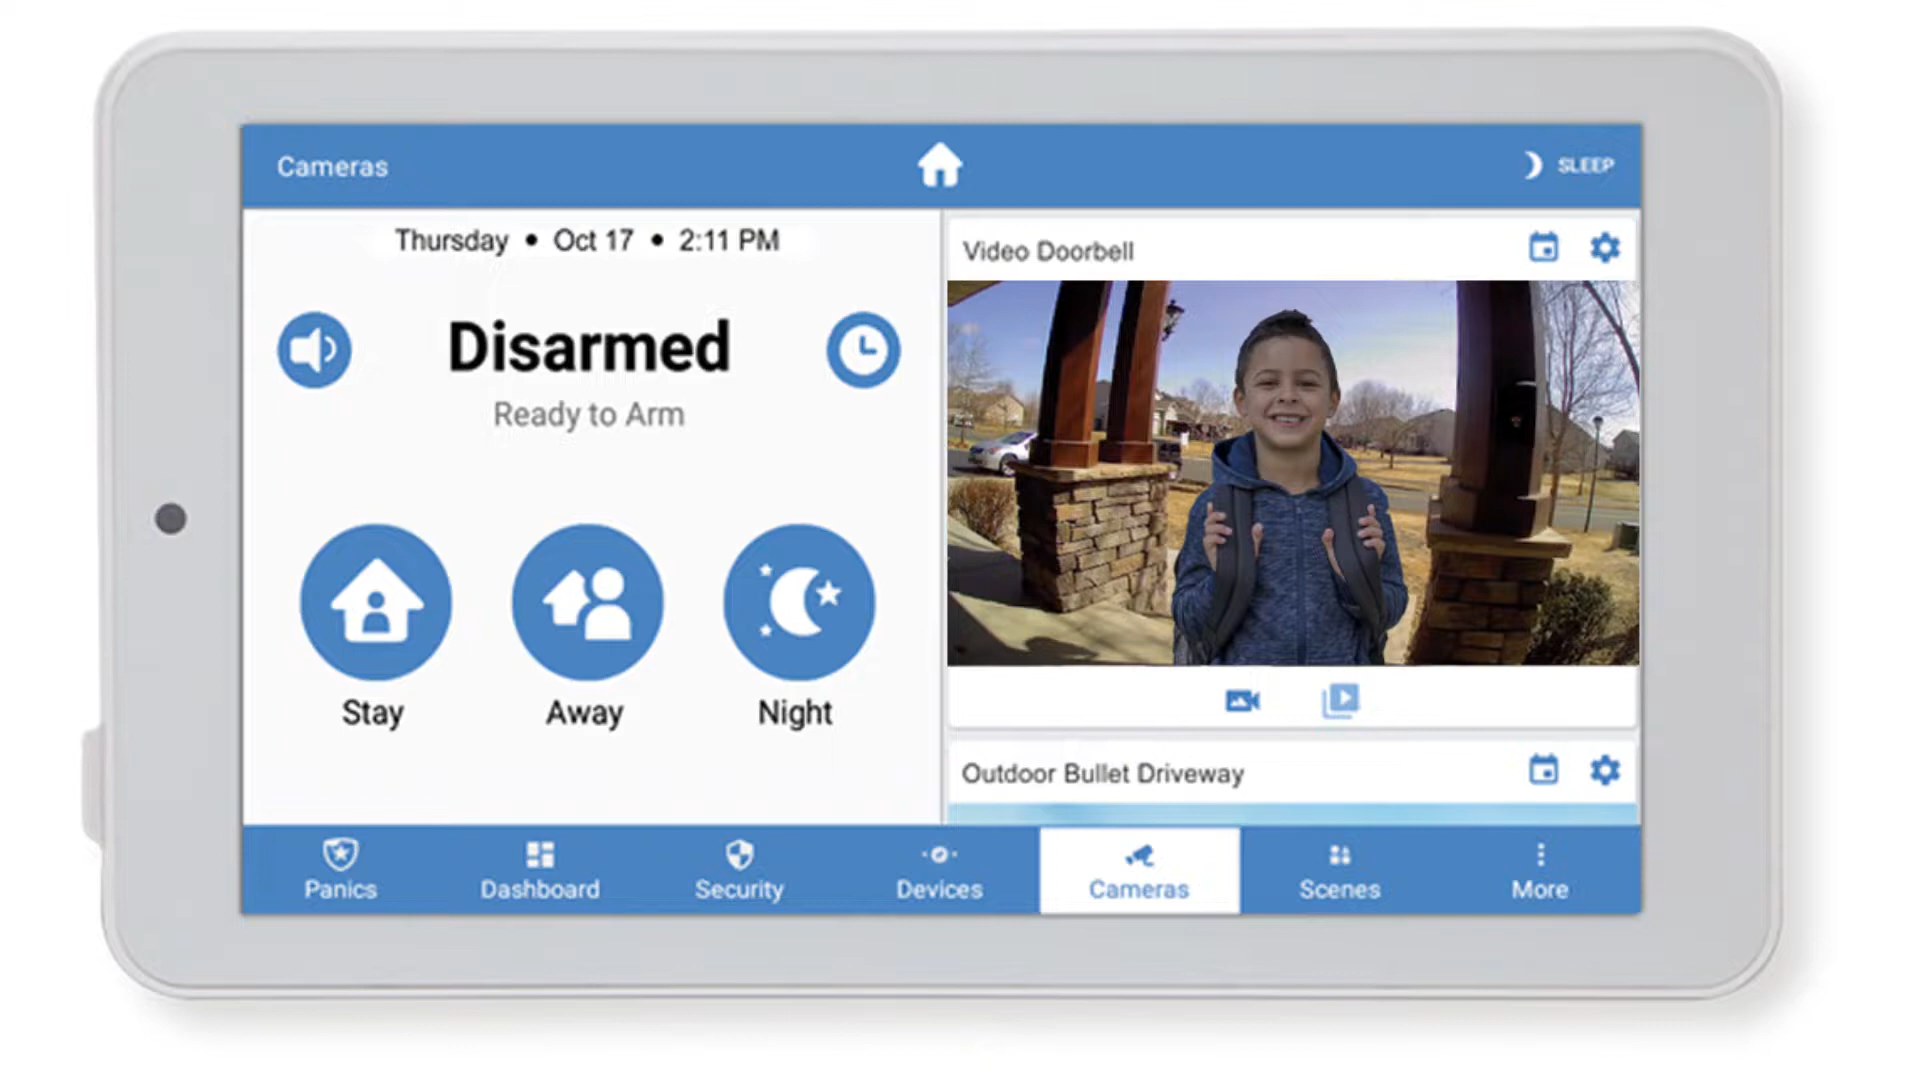 Cameras
SLEEP
Thursday • Oct 17 • 2:11 PM
Disarmed
Ready to Arm
Stay
Away
Night
Video Doorbell
Outdoor Bullet Driveway
Panics
Dashboard
Security
Devices
Cameras
Scenes
More